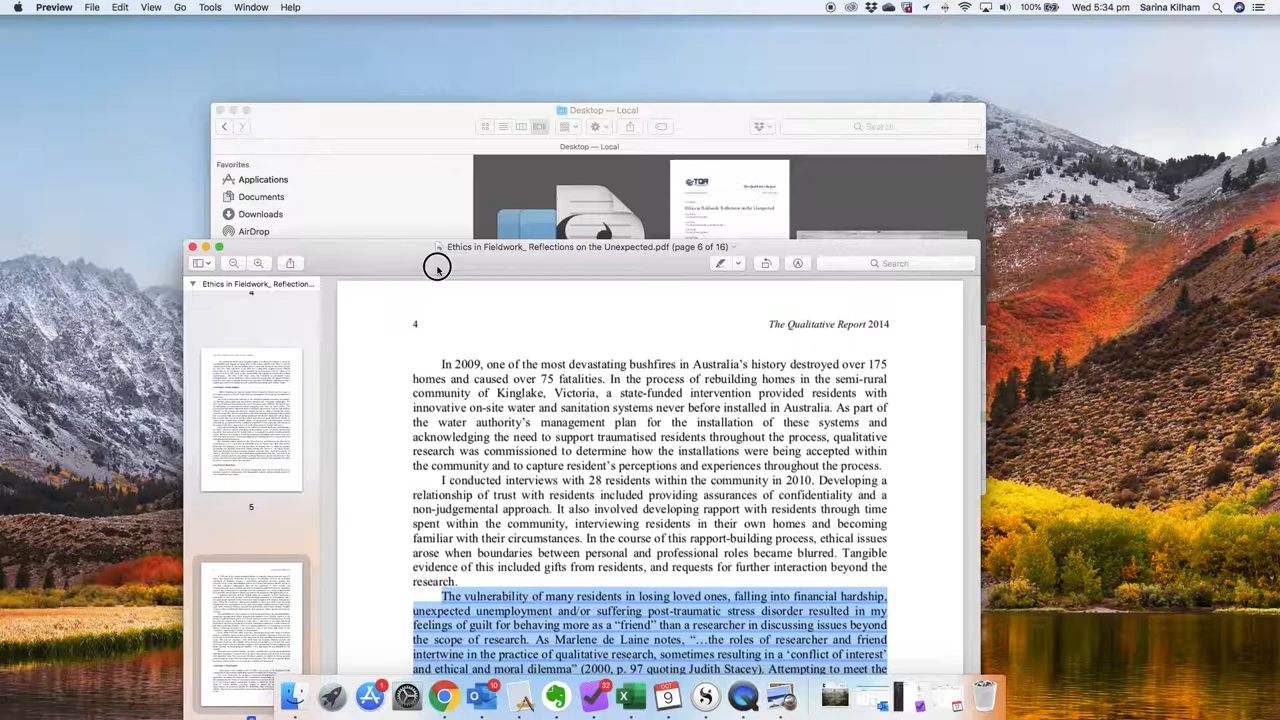 Preview File Edit View Go Tools Window Help
100% Wed 5:34 pm Sarina Kilham
Desktop — Local
Search
Desktop — Local
Favorites
Applications
Documents
Downloads
AirDrop
The Qualitative Report
Ethics in Fieldwork: Reflections on the Unexpected
Ethics in Fieldwork_ Reflections on the Unexpected.pdf (page 6 of 16)
Search
Ethics in Fieldwork_ Reflection...
4
4 The Qualitative Report 2014
In 2009, one of the most devastating bushfires in Australia's history destroyed over 175
homes and caused over 75 fatalities. In the process of rebuilding homes in the semi-rural
community of Kinglake, Victoria, a state-funded intervention provided residents with
innovative on-site water and sanitation systems never before installed in Australia. As part of
the water authority's management plan for the installation of these systems and
acknowledging the need to support traumatised residents throughout the process, qualitative
research was commissioned to determine how the installations were being accepted within
the community and to capture resident's perceptions and experiences throughout the process.
I conducted interviews with 28 residents within the community in 2010. Developing a
relationship of trust with residents included providing assurances of confidentiality and a
non-judgemental approach. It also involved developing rapport with residents through time
spent within the community, interviewing residents in their own homes and becoming
familiar with their circumstances. In the course of this rapport-building process, ethical issues
arose when boundaries between personal and professional roles became blurred. Tangible
evidence of this included gifts from residents, and requests for further interaction beyond the
research.
5
The vulnerability of many residents in losing loved ones, falling into financial hardship,
unexpected unemployment and/or suffering post-traumatic stress disorder resulted in my
feelings of guilt for behaving more as a “friend” than a researcher in discussing issues beyond
the scope of research. As Marlene de Laine notes “…the roles of researcher and friend
intertwine in the field of qualitative research, sometimes resulting in a ‘conflict of interest’
and ethical and moral dilemma” (2000, p. 97 quoting Judith Stacey). Attempting to meet the
10
32
OCT
9